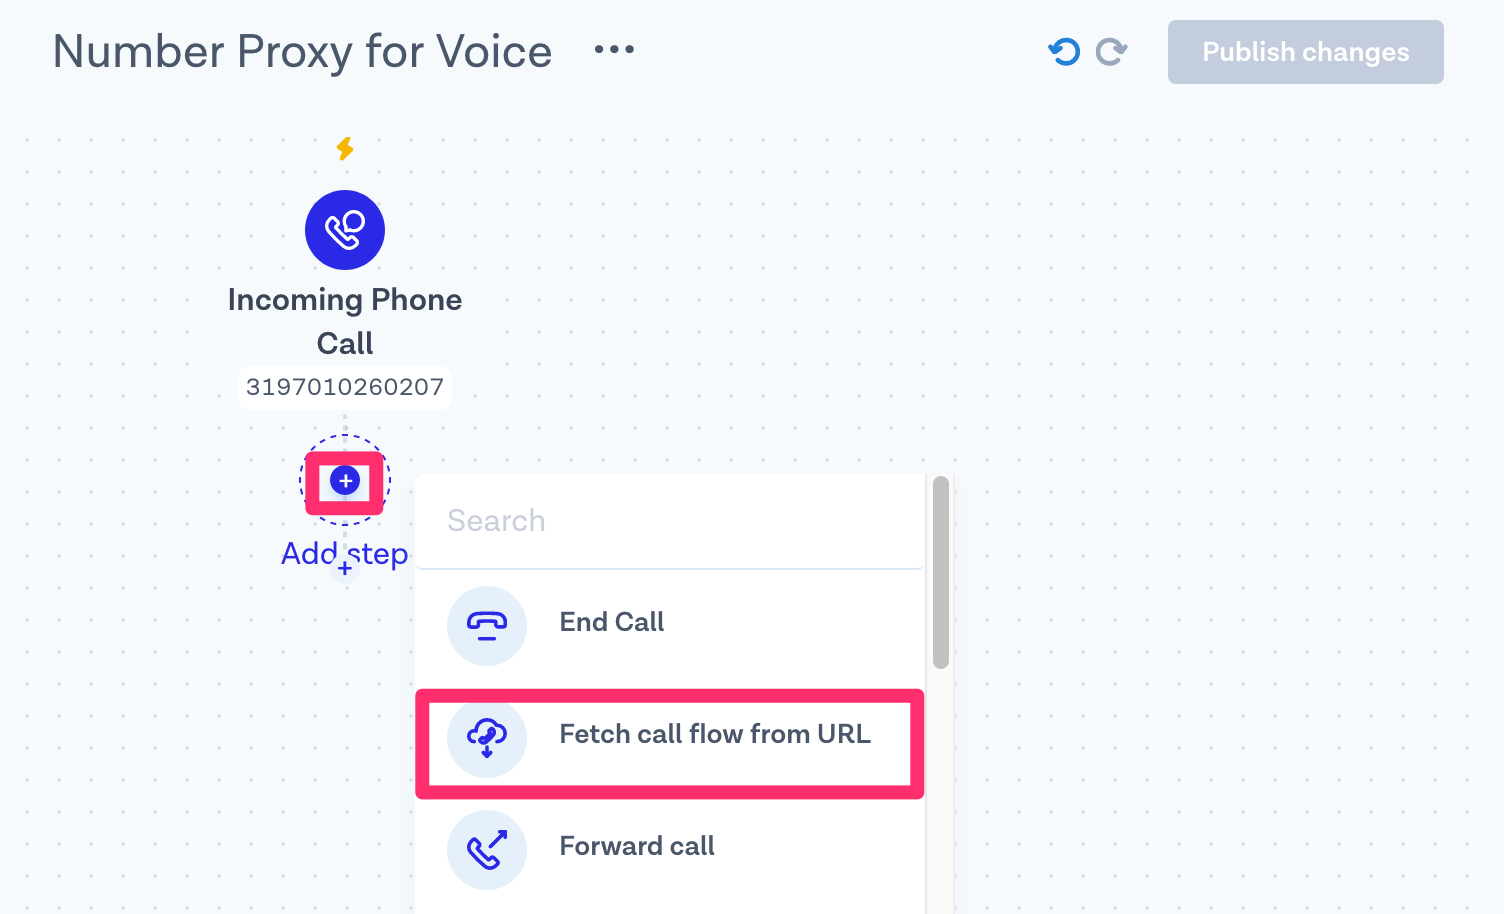 Number Proxy for Voice
Publish changes
Incoming Phone
Call
3197010260207
Add step
Search
End Call
Fetch call flow from URL
Forward call